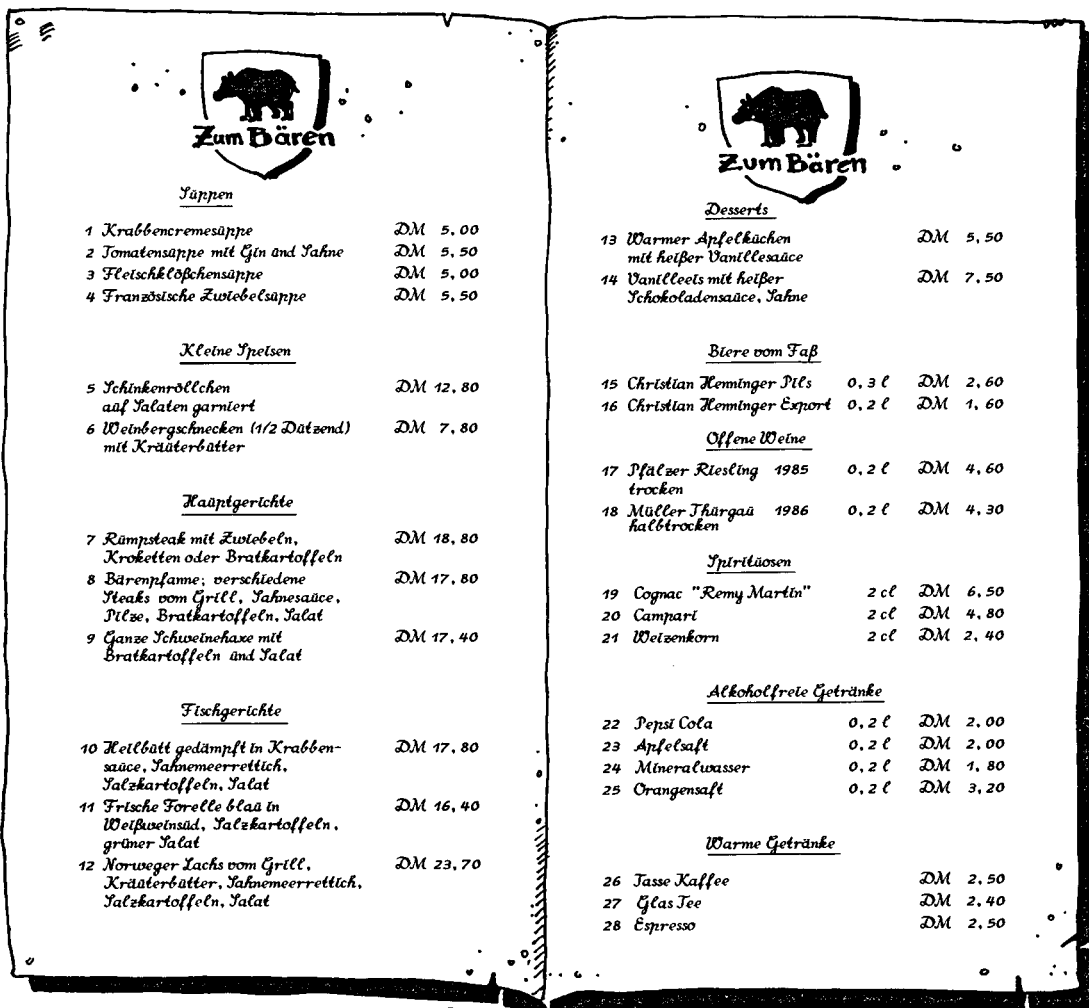 Zum Bären
Suppen
1 Krabbencremesuppe DM 5,00
2 Tomatensuppe mit Gin und Sahne DM 5,50
3 Fleischklößchensuppe DM 5,00
4 Französische Zwiebelsuppe DM 5,50
Kleine Speisen
5 Schinkenröllchen DM 12,80
auf Salaten garniert
6 Weinbergschnecken (1/2 Dutzend) DM 7,80
mit Kräuterbutter
Hauptgerichte
7 Rumpsteak mit Zwiebeln, DM 18,80
Kroketten oder Bratkartoffeln
8 Bärenpfanne; verschiedene DM 17,80
Steaks vom Grill, Sahnesauce,
Pilze, Bratkartoffeln, Salat
9 Ganze Schweinehaxe mit DM 17,40
Bratkartoffeln und Salat
Fischgerichte
10 Heilbutt gedämpft in Krabben- DM 17,80
sauce, Sahnemeerrettich,
Salzkartoffeln, Salat
11 Frische Forelle blau in DM 16,40
Weißweinsud, Salzkartoffeln,
grüner Salat
12 Norweger Lachs vom Grill, DM 23,70
Kräuterbutter, Sahnemeerrettich,
Salzkartoffeln, Salat
Zum Bären
Desserts
13 Warmer Apfelkuchen DM 5,50
mit heißer Vanillesauce
14 Vanilleeis mit heißer DM 7,50
Schokoladensauce, Sahne
Biere vom Faß
15 Christian Henninger Pils 0,3 l DM 2,60
16 Christian Henninger Export 0,2 l DM 1,60
Offene Weine
17 Pfälzer Riesling 1985 0,2 l DM 4,60
trocken
18 Müller Thurgau 1986 0,2 l DM 4,30
halbtrocken
Spirituosen
19 Cognac "Remy Martin" 2 cl DM 6,50
20 Campari 2 cl DM 4,80
21 Weizenkorn 2 cl DM 2,40
Alkoholfreie Getränke
22 Pepsi Cola 0,2 l DM 2,00
23 Apfelsaft 0,2 l DM 2,00
24 Mineralwasser 0,2 l DM 1,80
25 Orangensaft 0,2 l DM 3,20
Warme Getränke
26 Tasse Kaffee DM 2,50
27 Glas Tee DM 2,40
28 Espresso DM 2,50